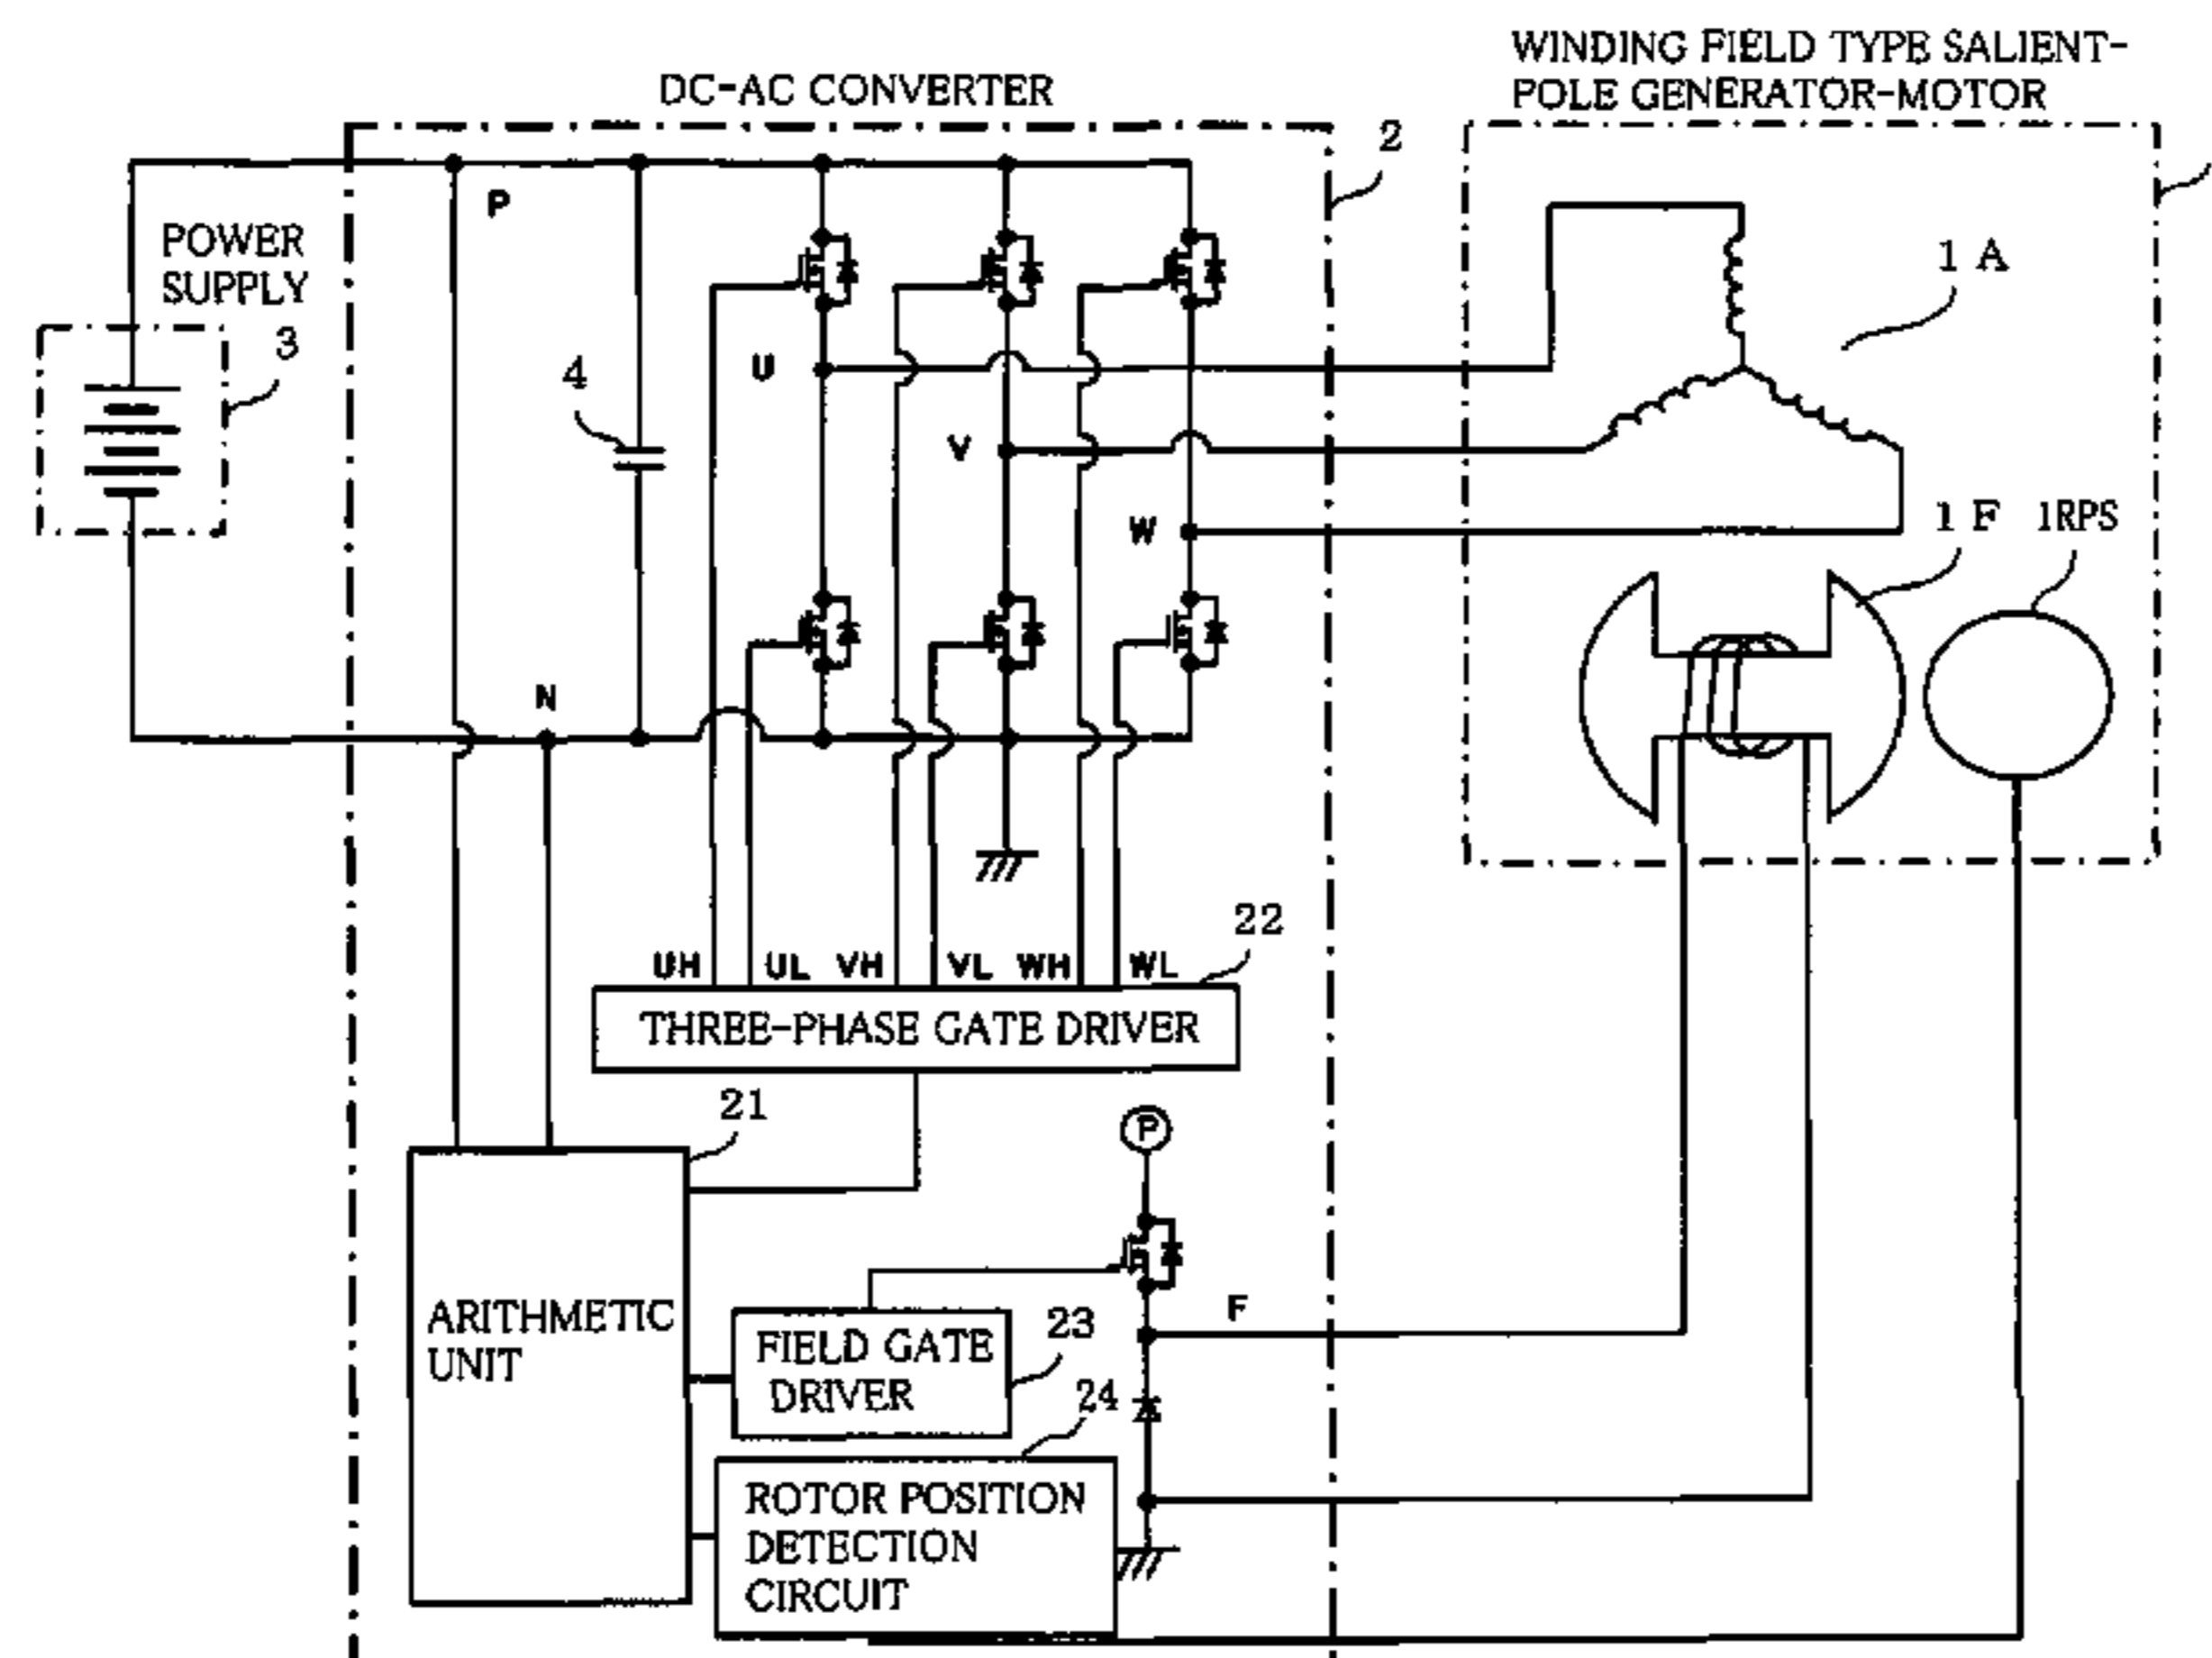 WINDING FIELD TYPE SALIENT-
POLE GENERATOR-MOTOR
DC-AC CONVERTER
2
P
POWER
SUPPLY
3
1 A
4
U
V
W
1 F
1RPS
N
22
UH
UL
VH
VL
WH
WL
THREE-PHASE GATE DRIVER
21
P
ARITHMETIC
UNIT
F
23
FIELD GATE
DRIVER
24
ROTOR POSITION
DETECTION
CIRCUIT